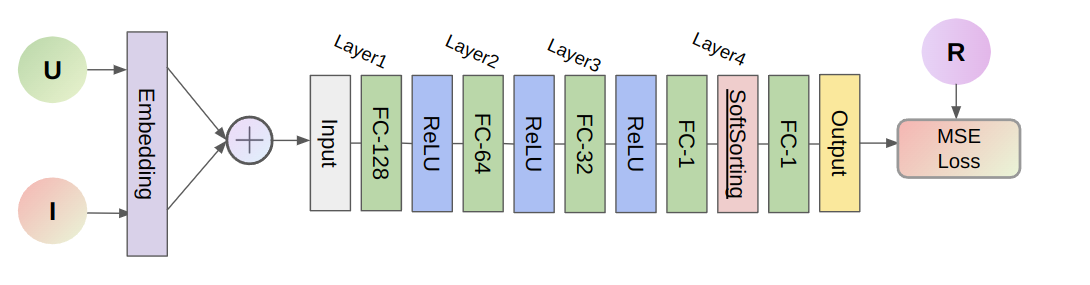 U
I
Embedding
Layer1
Layer2
Layer3
Layer4
Input
FC-128
ReLU
FC-64
ReLU
FC-32
ReLU
FC-1
SoftSorting
FC-1
Output
R
MSE
Loss